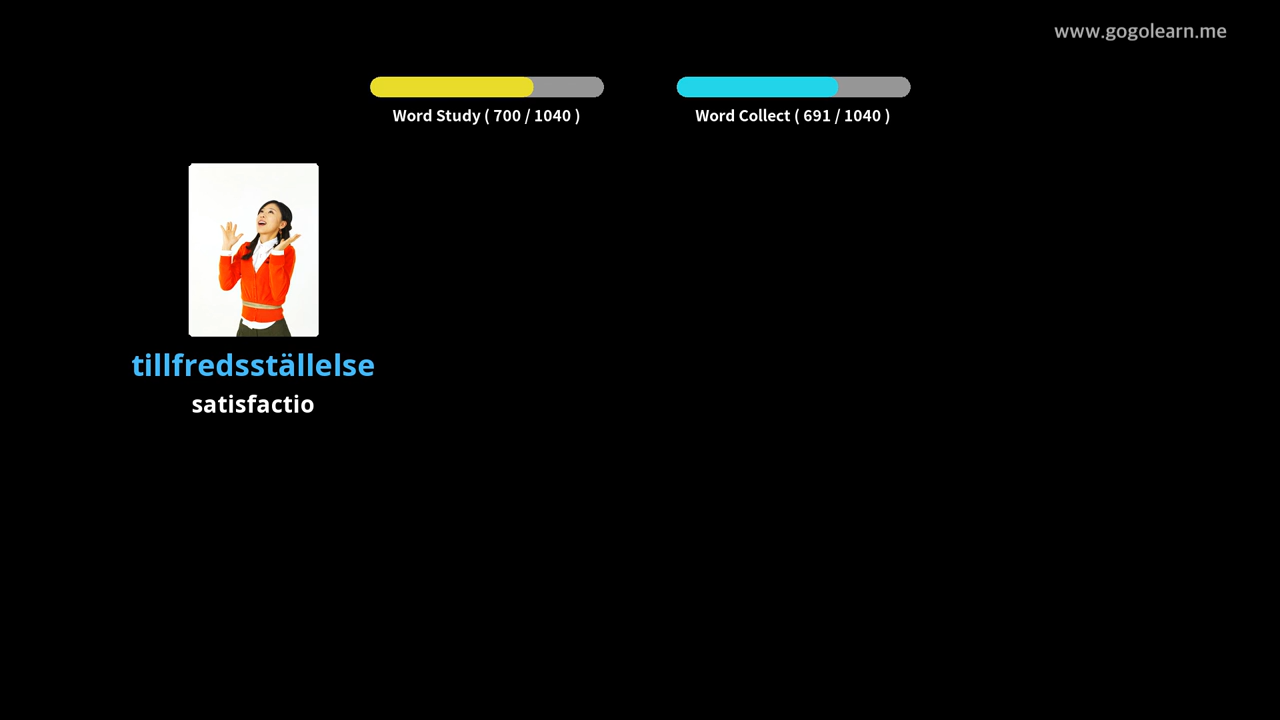 www.gogolearn.me
Word Study ( 700 / 1040 )
Word Collect ( 691 / 1040 )
tillfredsställelse
satisfactio